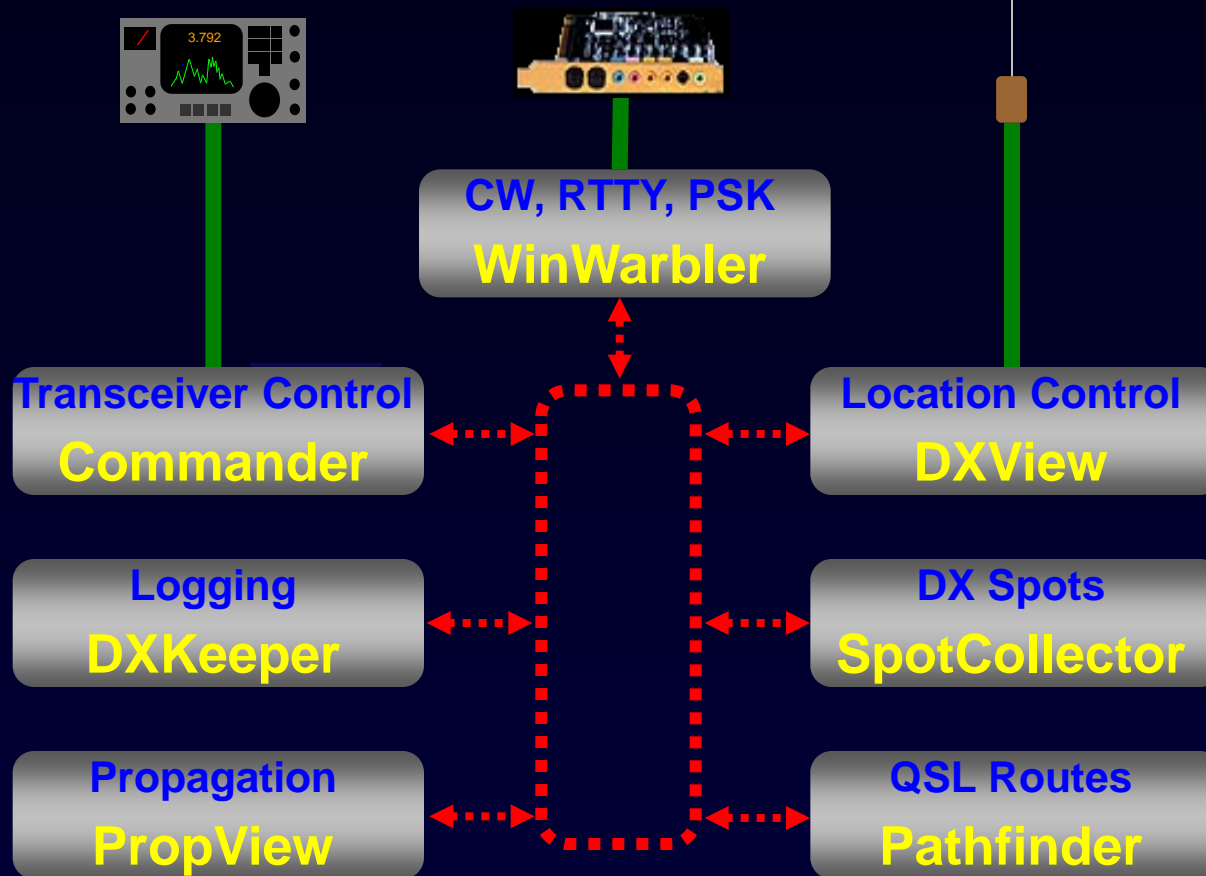 3.792
CW, RTTY, PSK
WinWarbler
Transceiver Control
Commander
Location Control
DXView
Logging
DXKeeper
DX Spots
SpotCollector
Propagation
PropView
QSL Routes
Pathfinder